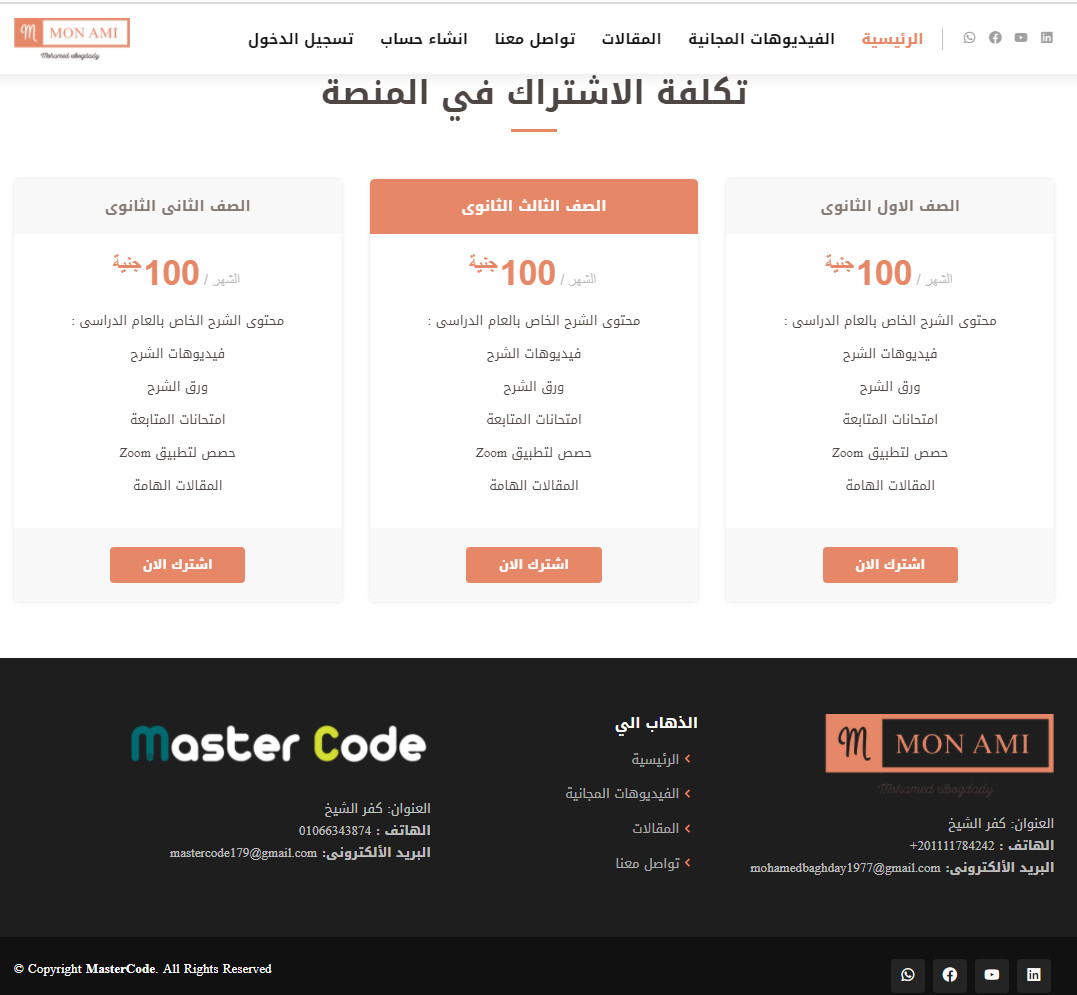 الرئيسية الفيديوهات المجانية المقالات تواصل معنا انشاء حساب تسجيل الدخول
M MON AMI
Mohamed elbogdady
تكلفة الاشتراك في المنصة
الصف الاول الثانوى
100 جنية / الشهر
محتوى الشرح الخاص بالعام الدراسى :
فيديوهات الشرح
ورق الشرح
امتحانات المتابعة
حصص لتطبيق Zoom
المقالات الهامة
اشترك الان
الصف الثالث الثانوى
100 جنية / الشهر
محتوى الشرح الخاص بالعام الدراسى :
فيديوهات الشرح
ورق الشرح
امتحانات المتابعة
حصص لتطبيق Zoom
المقالات الهامة
اشترك الان
الصف الثانى الثانوى
100 جنية / الشهر
محتوى الشرح الخاص بالعام الدراسى :
فيديوهات الشرح
ورق الشرح
امتحانات المتابعة
حصص لتطبيق Zoom
المقالات الهامة
اشترك الان
M MON AMI
Mohamed elbogdady
العنوان: كفر الشيخ
الهاتف : 201111784242+
البريد الألكترونى: mohamedbaghday1977@gmail.com
الذهاب الي
الرئيسية
الفيديوهات المجانية
المقالات
تواصل معنا
Master Code
العنوان: كفر الشيخ
الهاتف : 01066343874
البريد الألكترونى: mastercode179@gmail.com
© Copyright MasterCode. All Rights Reserved